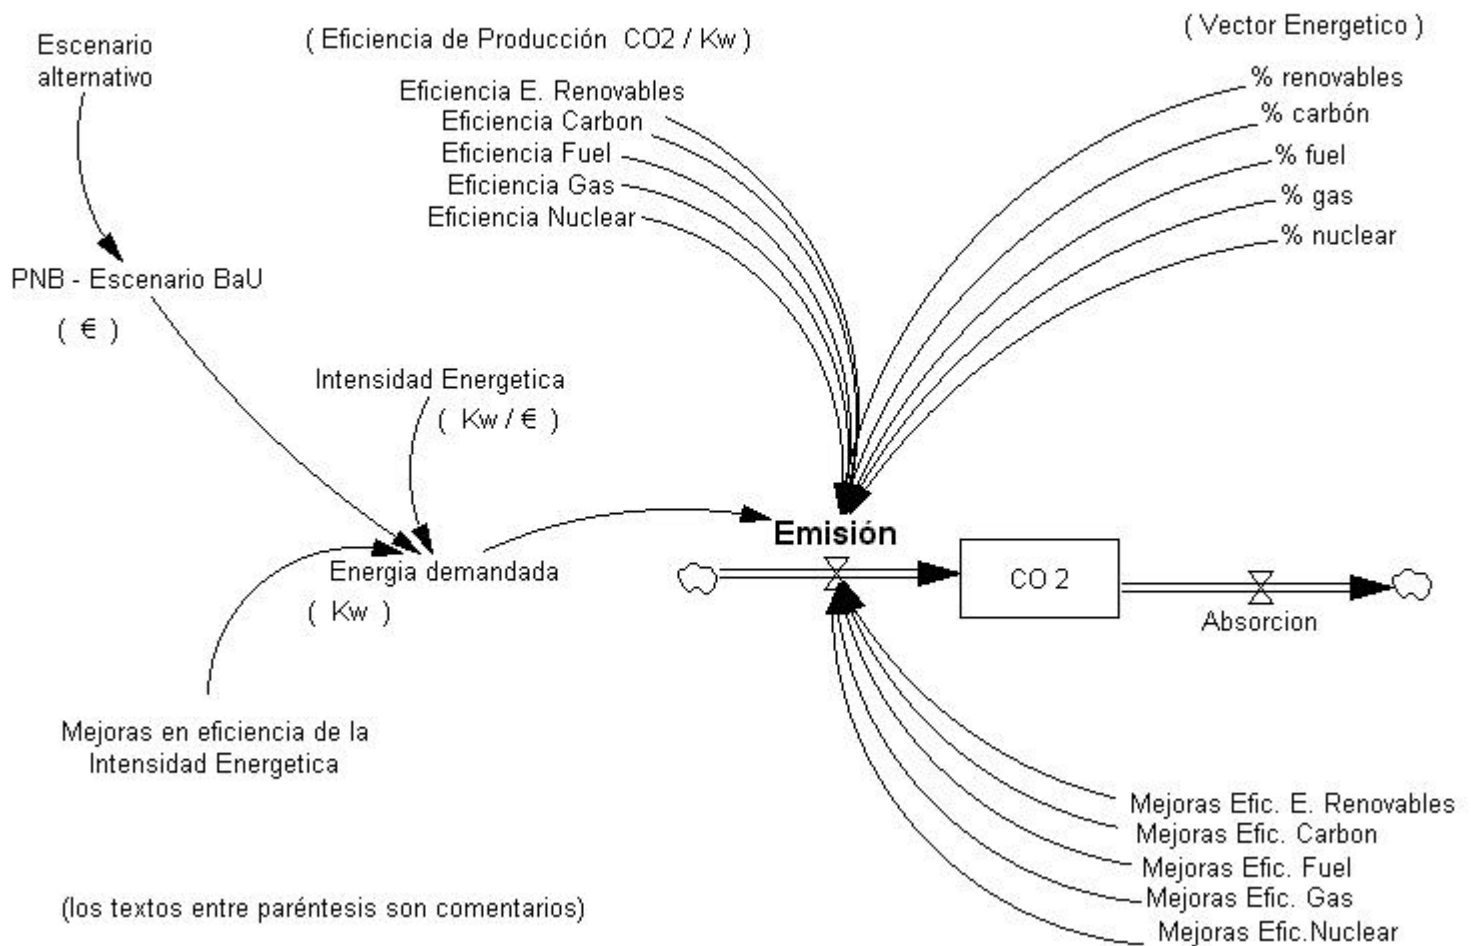 Escenario
alternativo
( Eficiencia de Producción CO2 / Kw )
( Vector Energetico )
Eficiencia E. Renovables
Eficiencia Carbon
Eficiencia Fuel
Eficiencia Gas
Eficiencia Nuclear
% renovables
% carbón
% fuel
% gas
% nuclear
PNB - Escenario BaU
( € )
Intensidad Energetica
( Kw / € )
Emisión
Energia demandada
( Kw )
CO 2
Absorcion
Mejoras en eficiencia de la
Intensidad Energetica
Mejoras Efic. E. Renovables
Mejoras Efic. Carbon
Mejoras Efic. Fuel
Mejoras Efic. Gas
Mejoras Efic.Nuclear
(los textos entre paréntesis son comentarios)